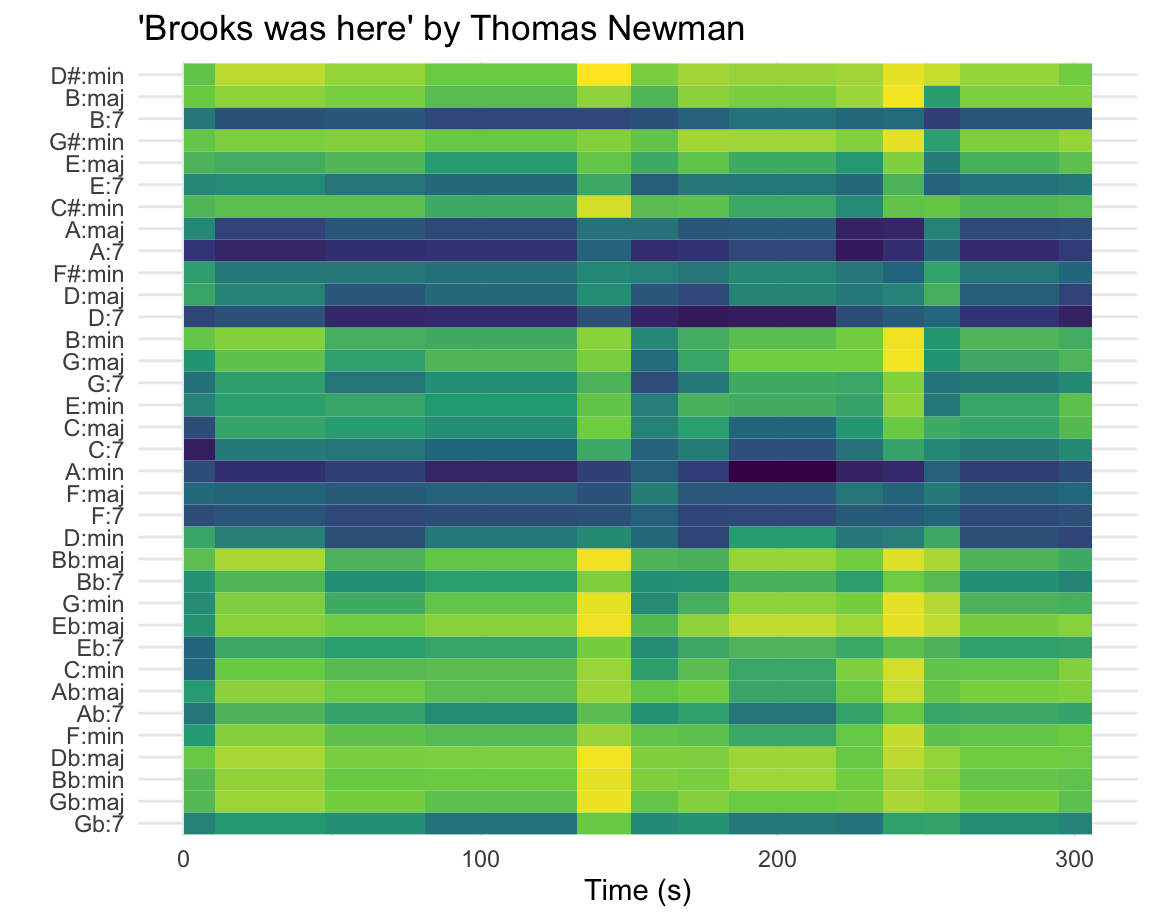 'Brooks was here' by Thomas Newman
D#:min
B:maj
B:7
G#:min
E:maj
E:7
C#:min
A:maj
A:7
F#:min
D:maj
D:7
B:min
G:maj
G:7
E:min
C:maj
C:7
A:min
F:maj
F:7
D:min
Bb:maj
Bb:7
G:min
Eb:maj
Eb:7
C:min
Ab:maj
Ab:7
F:min
Db:maj
Bb:min
Gb:maj
Gb:7
0 100 200 300
Time (s)